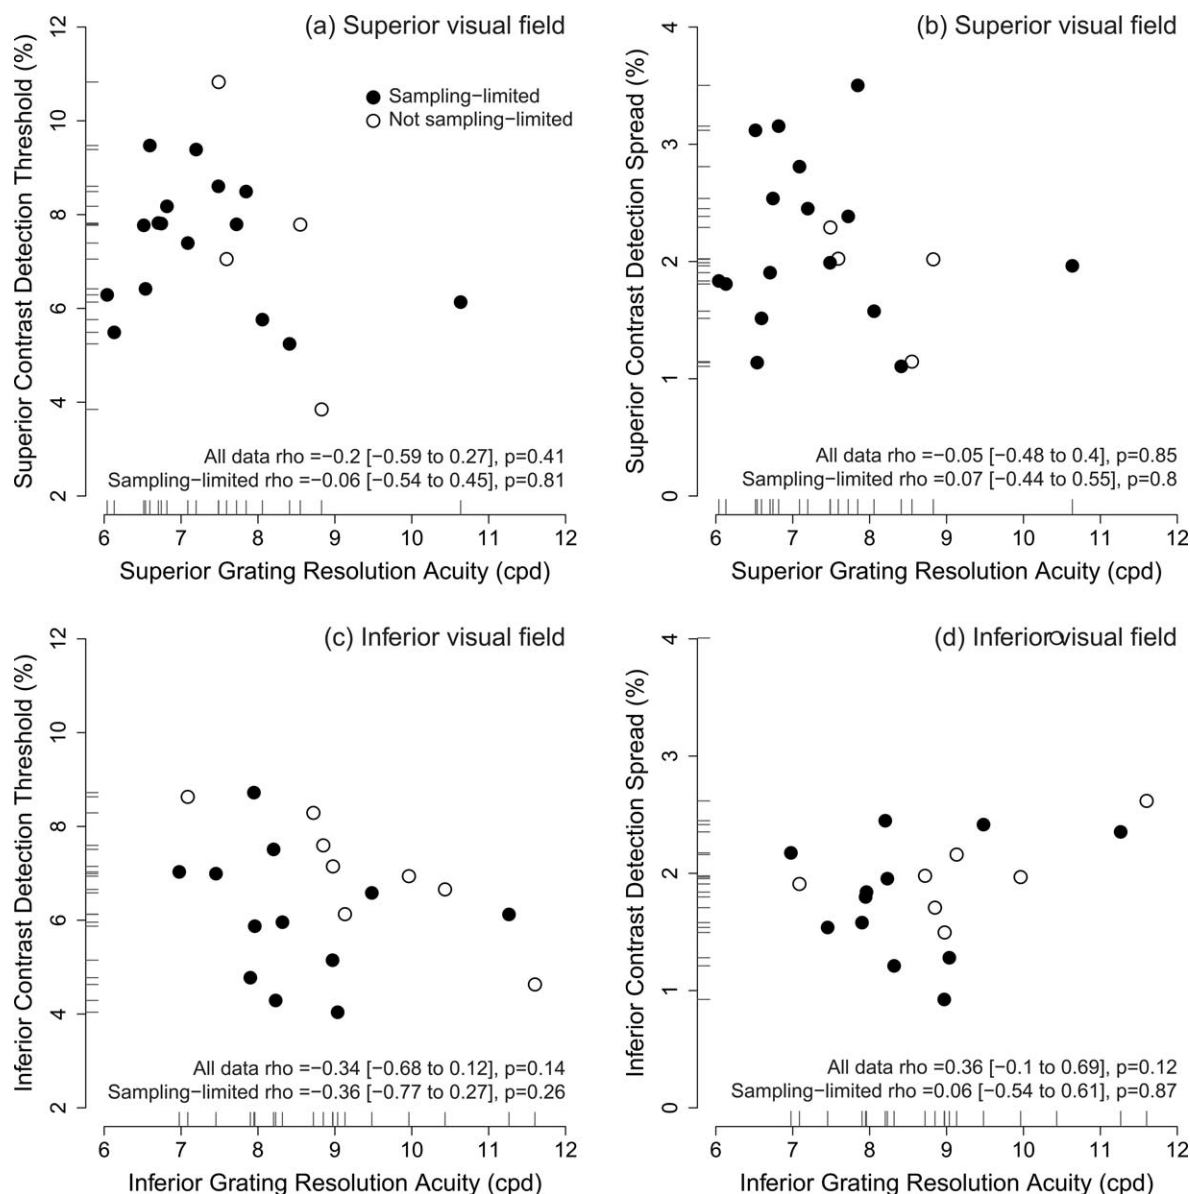 (a) Superior visual field
Superior Contrast Detection Threshold (%)
12
10
8
6
4
2
Sampling−limited
Not sampling−limited
All data rho =−0.2 [−0.59 to 0.27], p=0.41
Sampling−limited rho =−0.06 [−0.54 to 0.45], p=0.81
6 7 8 9 10 11 12
Superior Grating Resolution Acuity (cpd)
(b) Superior visual field
Superior Contrast Detection Spread (%)
4
3
2
1
0
All data rho =−0.05 [−0.48 to 0.4], p=0.85
Sampling−limited rho =0.07 [−0.44 to 0.55], p=0.8
6 7 8 9 10 11 12
Superior Grating Resolution Acuity (cpd)
(c) Inferior visual field
Inferior Contrast Detection Threshold (%)
12
10
8
6
4
2
All data rho =−0.34 [−0.68 to 0.12], p=0.14
Sampling−limited rho =−0.36 [−0.77 to 0.27], p=0.26
6 7 8 9 10 11 12
Inferior Grating Resolution Acuity (cpd)
(d) Inferior visual field
Inferior Contrast Detection Spread (%)
4
3
2
1
0
All data rho =0.36 [−0.1 to 0.69], p=0.12
Sampling−limited rho =0.06 [−0.54 to 0.61], p=0.87
6 7 8 9 10 11 12
Inferior Grating Resolution Acuity (cpd)